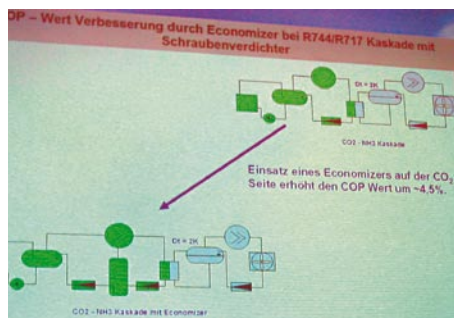 COP – Wert Verbesserung durch Economizer bei R744/R717 Kaskade mit
Schraubenverdichter
Dt = 2K
CO2 - NH3 Kaskade
Einsatz eines Economizers auf der CO2
Seite erhöht den COP Wert um ~4,5%.
Dt = 2K
CO2 - NH3 Kaskade mit Economizer